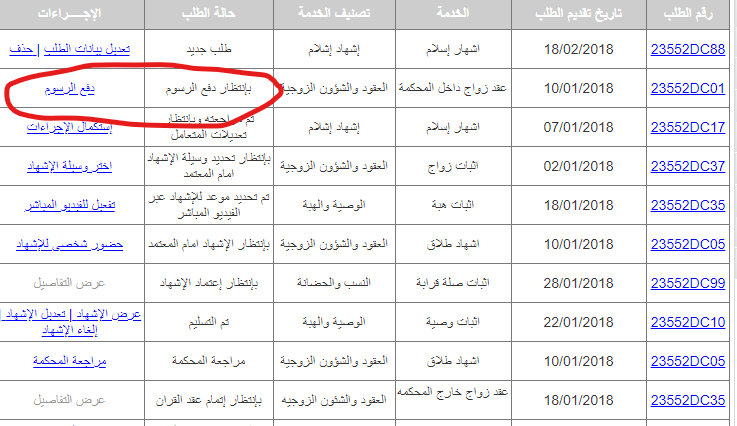 رقم الطلب تاريخ تقديم الطلب الخدمة تصنيف الخدمة حالة الطلب الإجـــراءات
23552DC88 18/02/2018 اشهار إسلام إشهاد إشلام طلب جديد تعديل بيانات الطلب | حذف
23552DC01 10/01/2018 عقد زواج داخل المحكمة العقود والشؤون الزوجية بإنتظار دفع الرسوم دفع الرسوم
23552DC17 07/01/2018 اشهار إسلام إشهاد إشلام تم مراجعته وبانتظار
تعديلات المتعامل إستكمال الإجراءات
23552DC37 02/01/2018 اثبات زواج العقود والشؤون الزوجية بإنتظار تحديد وسيلة الإشهاد
امام المعتمد اختر وسيلة الإشهاد
23552DC35 18/01/2018 اثبات هبة الوصية والهبة تم تحديد موعد للإشهاد عبر
الفيديو المباشر تفعيل للفيديو المباشر
23552DC05 10/01/2018 اشهاد طلاق العقود والشؤون الزوجية بإنتظار الإشهاد امام المعتمد حضور شخصي للإشهاد
23552DC99 28/01/2018 اثبات صلة قرابة النسب والحضانة بإنتظار إعتماد الإشهاد عرض التفاصيل
23552DC10 22/01/2018 اثبات وصية الوصية والهبة تم التسليم عرض الإشهاد | تعديل الإشهاد |
إلغاء الإشهاد
23552DC05 10/01/2018 اشهاد طلاق العقود والشؤون الزوجية مراجعة المحكمة مراجعة المحكمة
23552DC35 18/01/2018 عقد زواج خارج المحكمه العقود والشئون الزوجيه بإنتظار إتمام عقد القران عرض التفاصيل